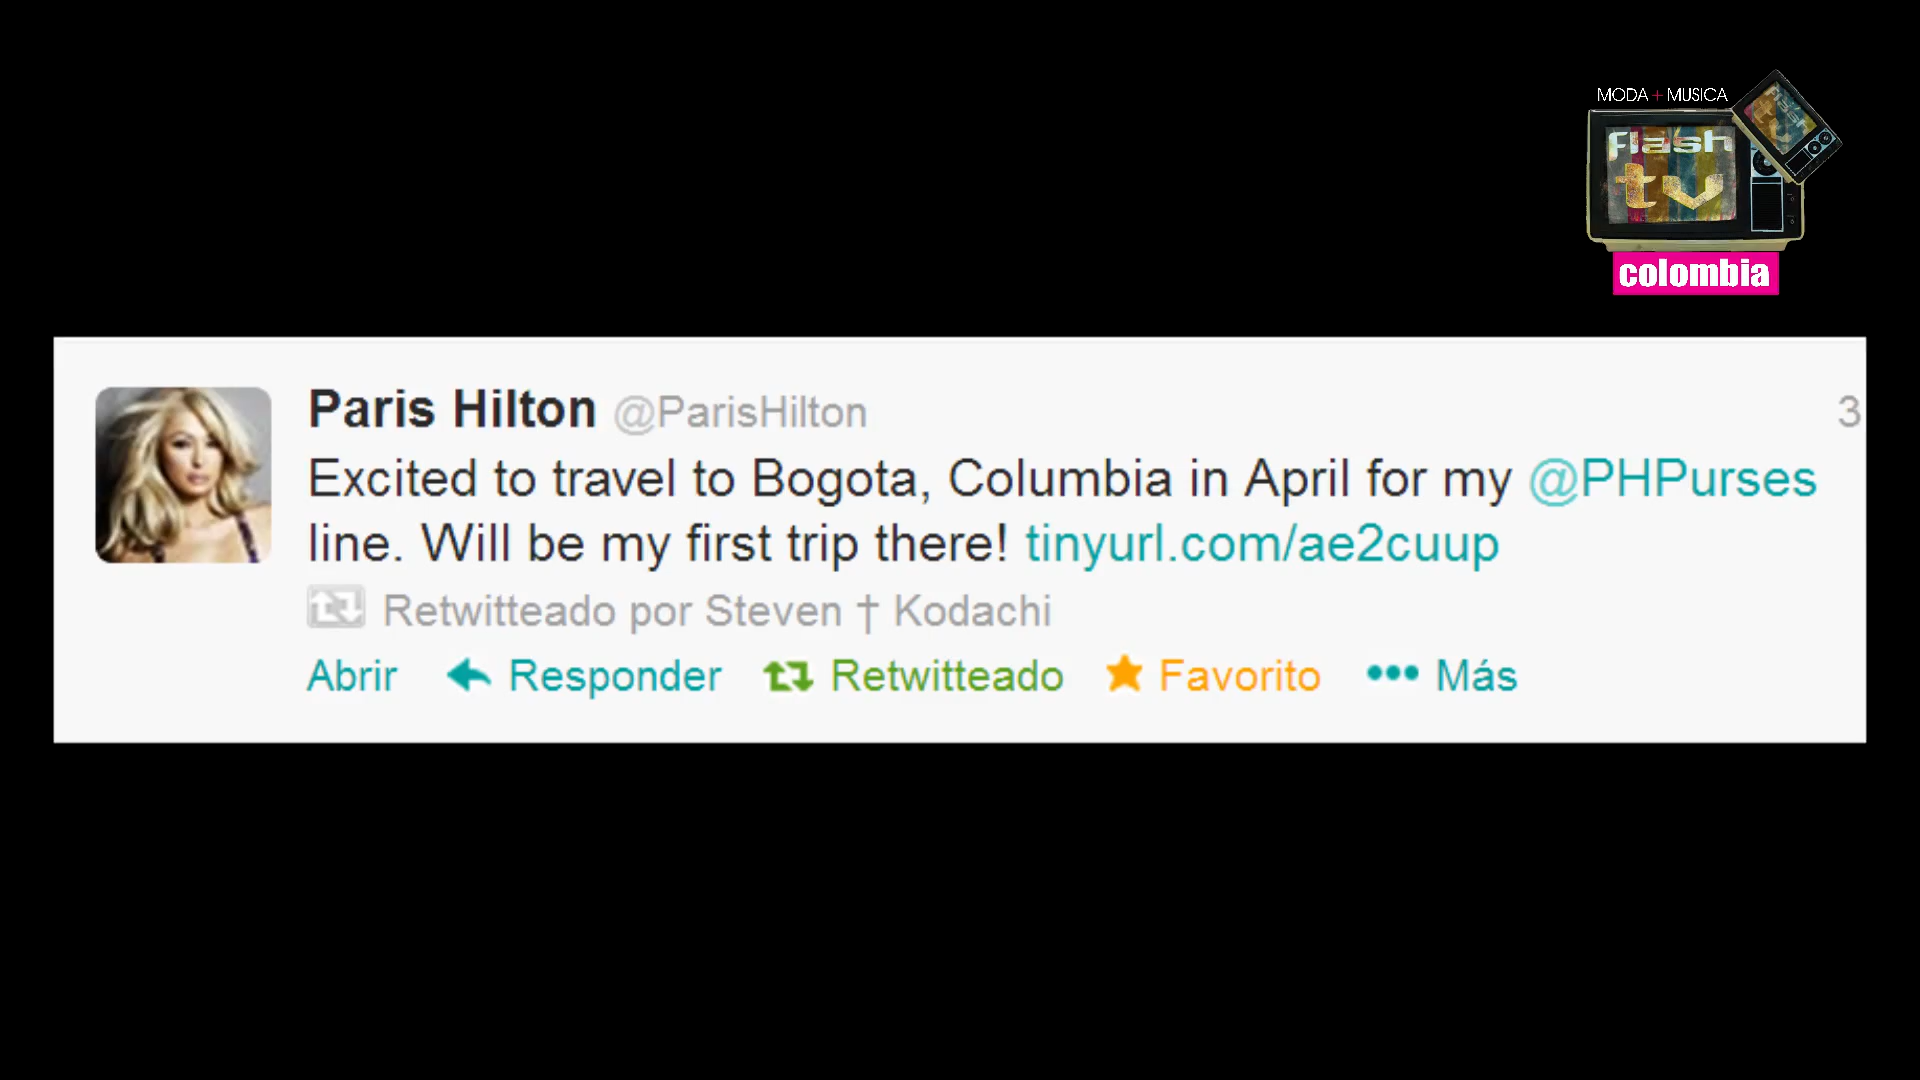 MODA + MUSICA
flash
tv
colombia
Paris Hilton @ParisHilton 3
Excited to travel to Bogota, Columbia in April for my @PHPurses
line. Will be my first trip there! tinyurl.com/ae2cuup
Retwitteado por Steven † Kodachi
Abrir Responder Retwitteado Favorito ••• Más